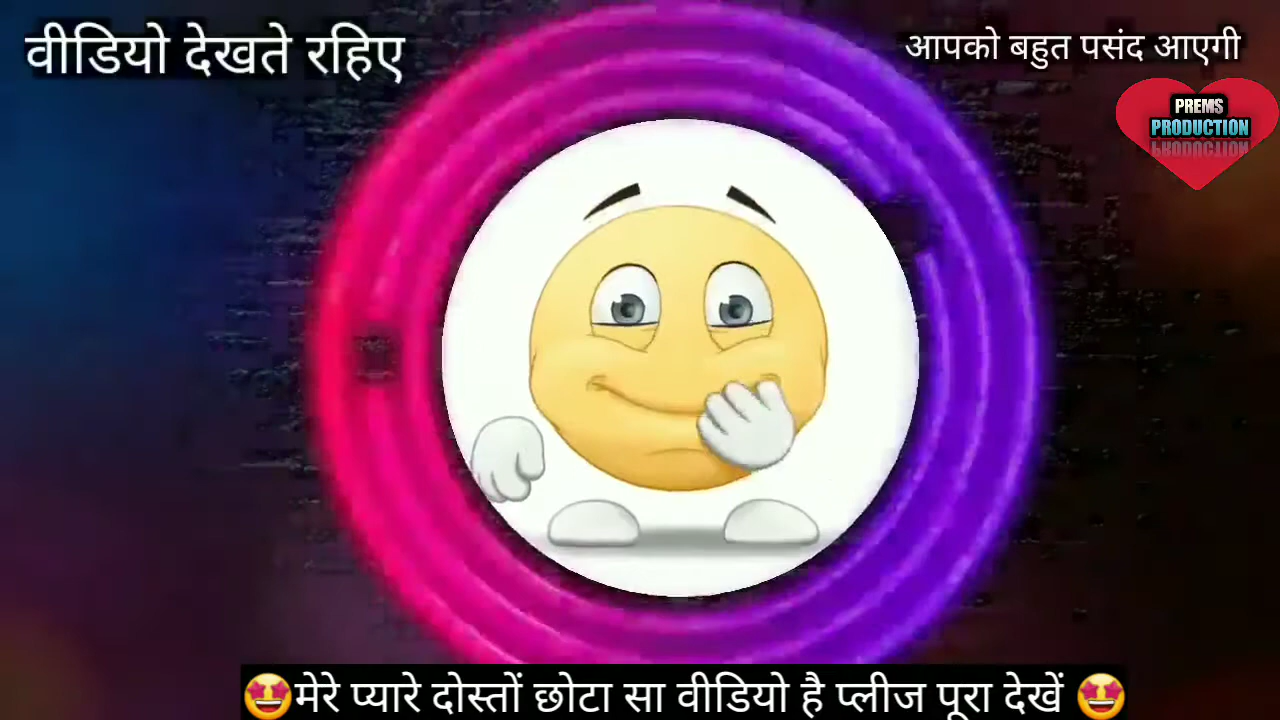 वीडियो देखते रहिए
आपको बहुत पसंद आएगी
PREMS
PRODUCTION
🤩मेरे प्यारे दोस्तों छोटा सा वीडियो है प्लीज पूरा देखें 🤩